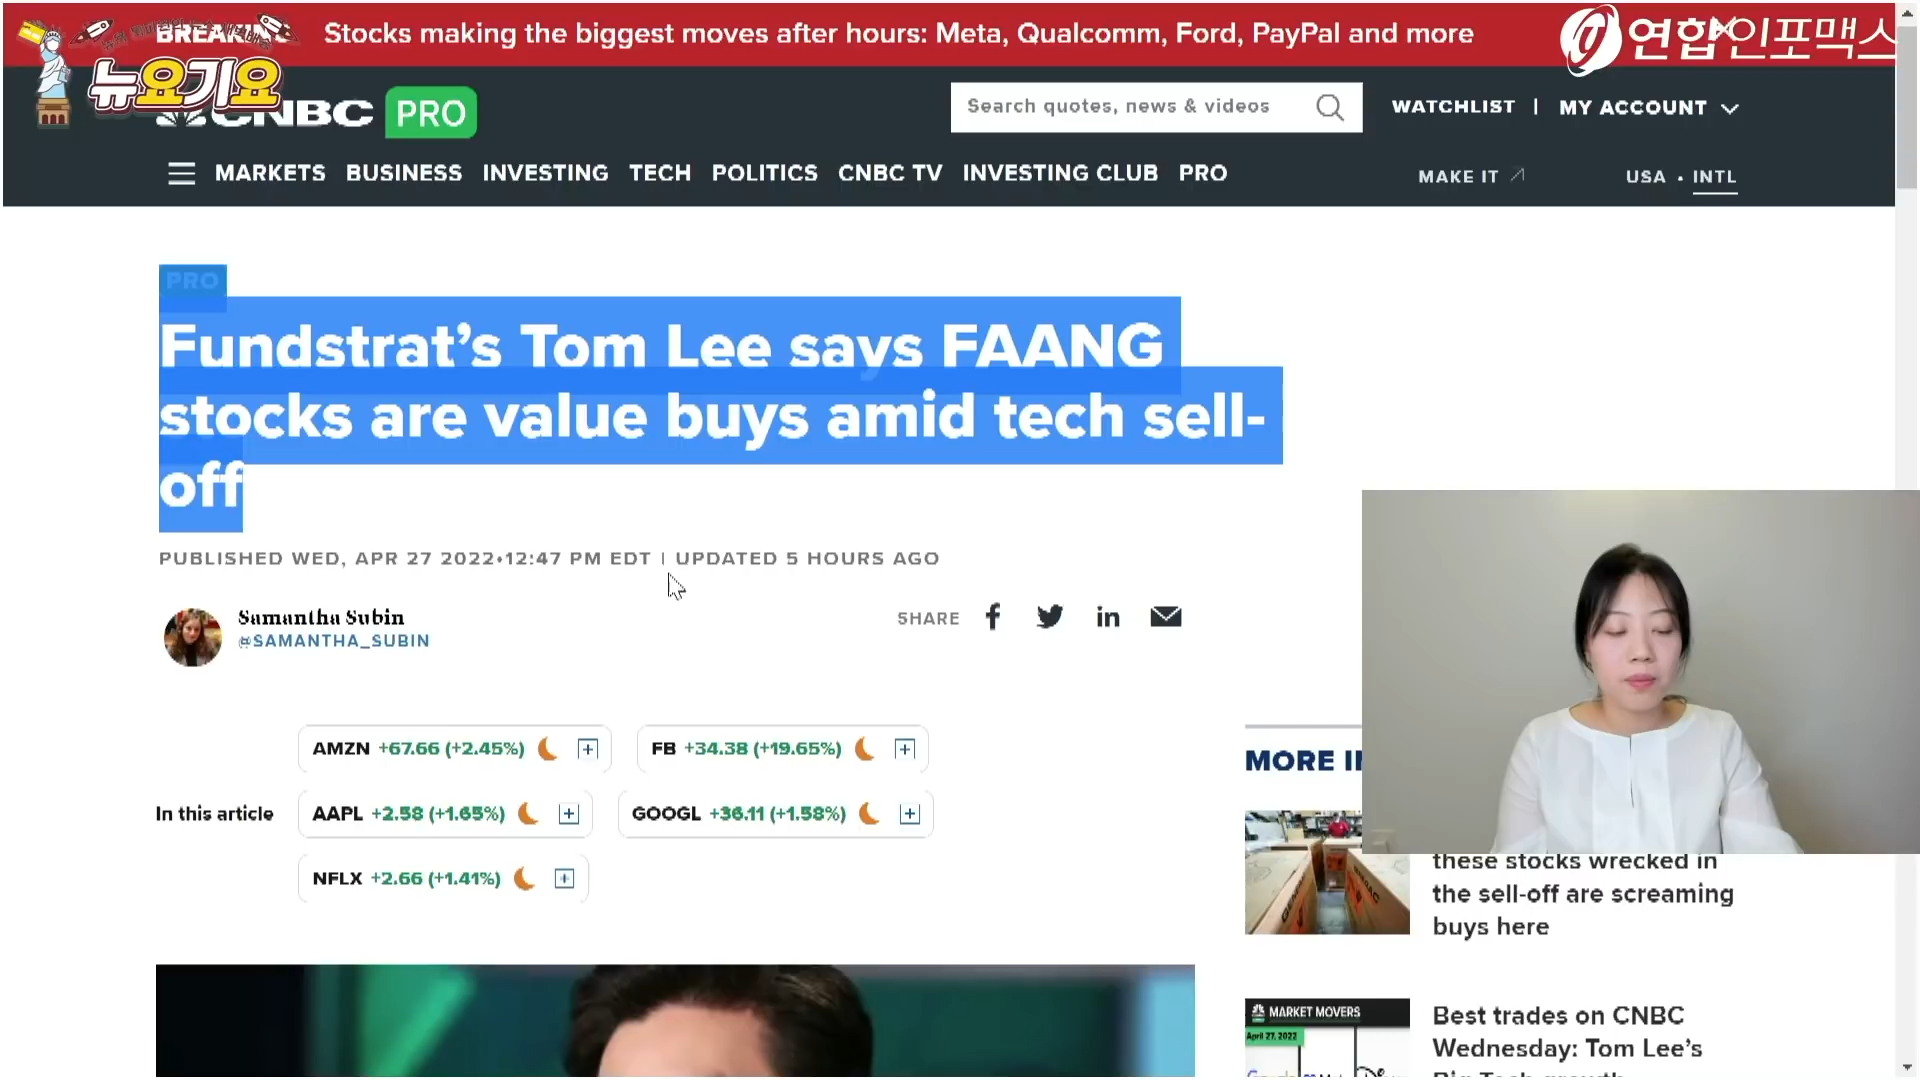 BREAKING
Stocks making the biggest moves after hours: Meta, Qualcomm, Ford, PayPal and more
연합인포맥스
뉴요기요
CNBC PRO
Search quotes, news & videos
WATCHLIST | MY ACCOUNT
MARKETS BUSINESS INVESTING TECH POLITICS CNBC TV INVESTING CLUB PRO
MAKE IT
USA • INTL
PRO
Fundstrat’s Tom Lee says FAANG
stocks are value buys amid tech sell-
off
PUBLISHED WED, APR 27 2022•12:47 PM EDT | UPDATED 5 HOURS AGO
Samantha Subin
@SAMANTHA_SUBIN
SHARE
In this article
AMZN +67.66 (+2.45%)
FB +34.38 (+19.65%)
AAPL +2.58 (+1.65%)
GOOGL +36.11 (+1.58%)
NFLX +2.66 (+1.41%)
MORE
these stocks wrecked in
the sell-off are screaming
buys here
MARKET MOVERS
April 27, 2022
Best trades on CNBC
Wednesday: Tom Lee’s